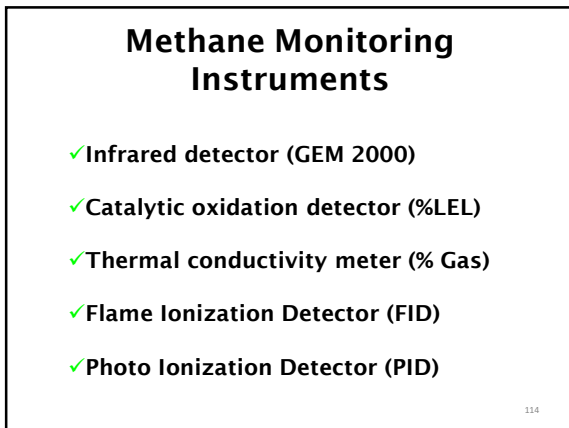 Methane Monitoring
Instruments
✓Infrared detector (GEM 2000)
✓Catalytic oxidation detector (%LEL)
✓Thermal conductivity meter (% Gas)
✓Flame Ionization Detector (FID)
✓Photo Ionization Detector (PID)
114